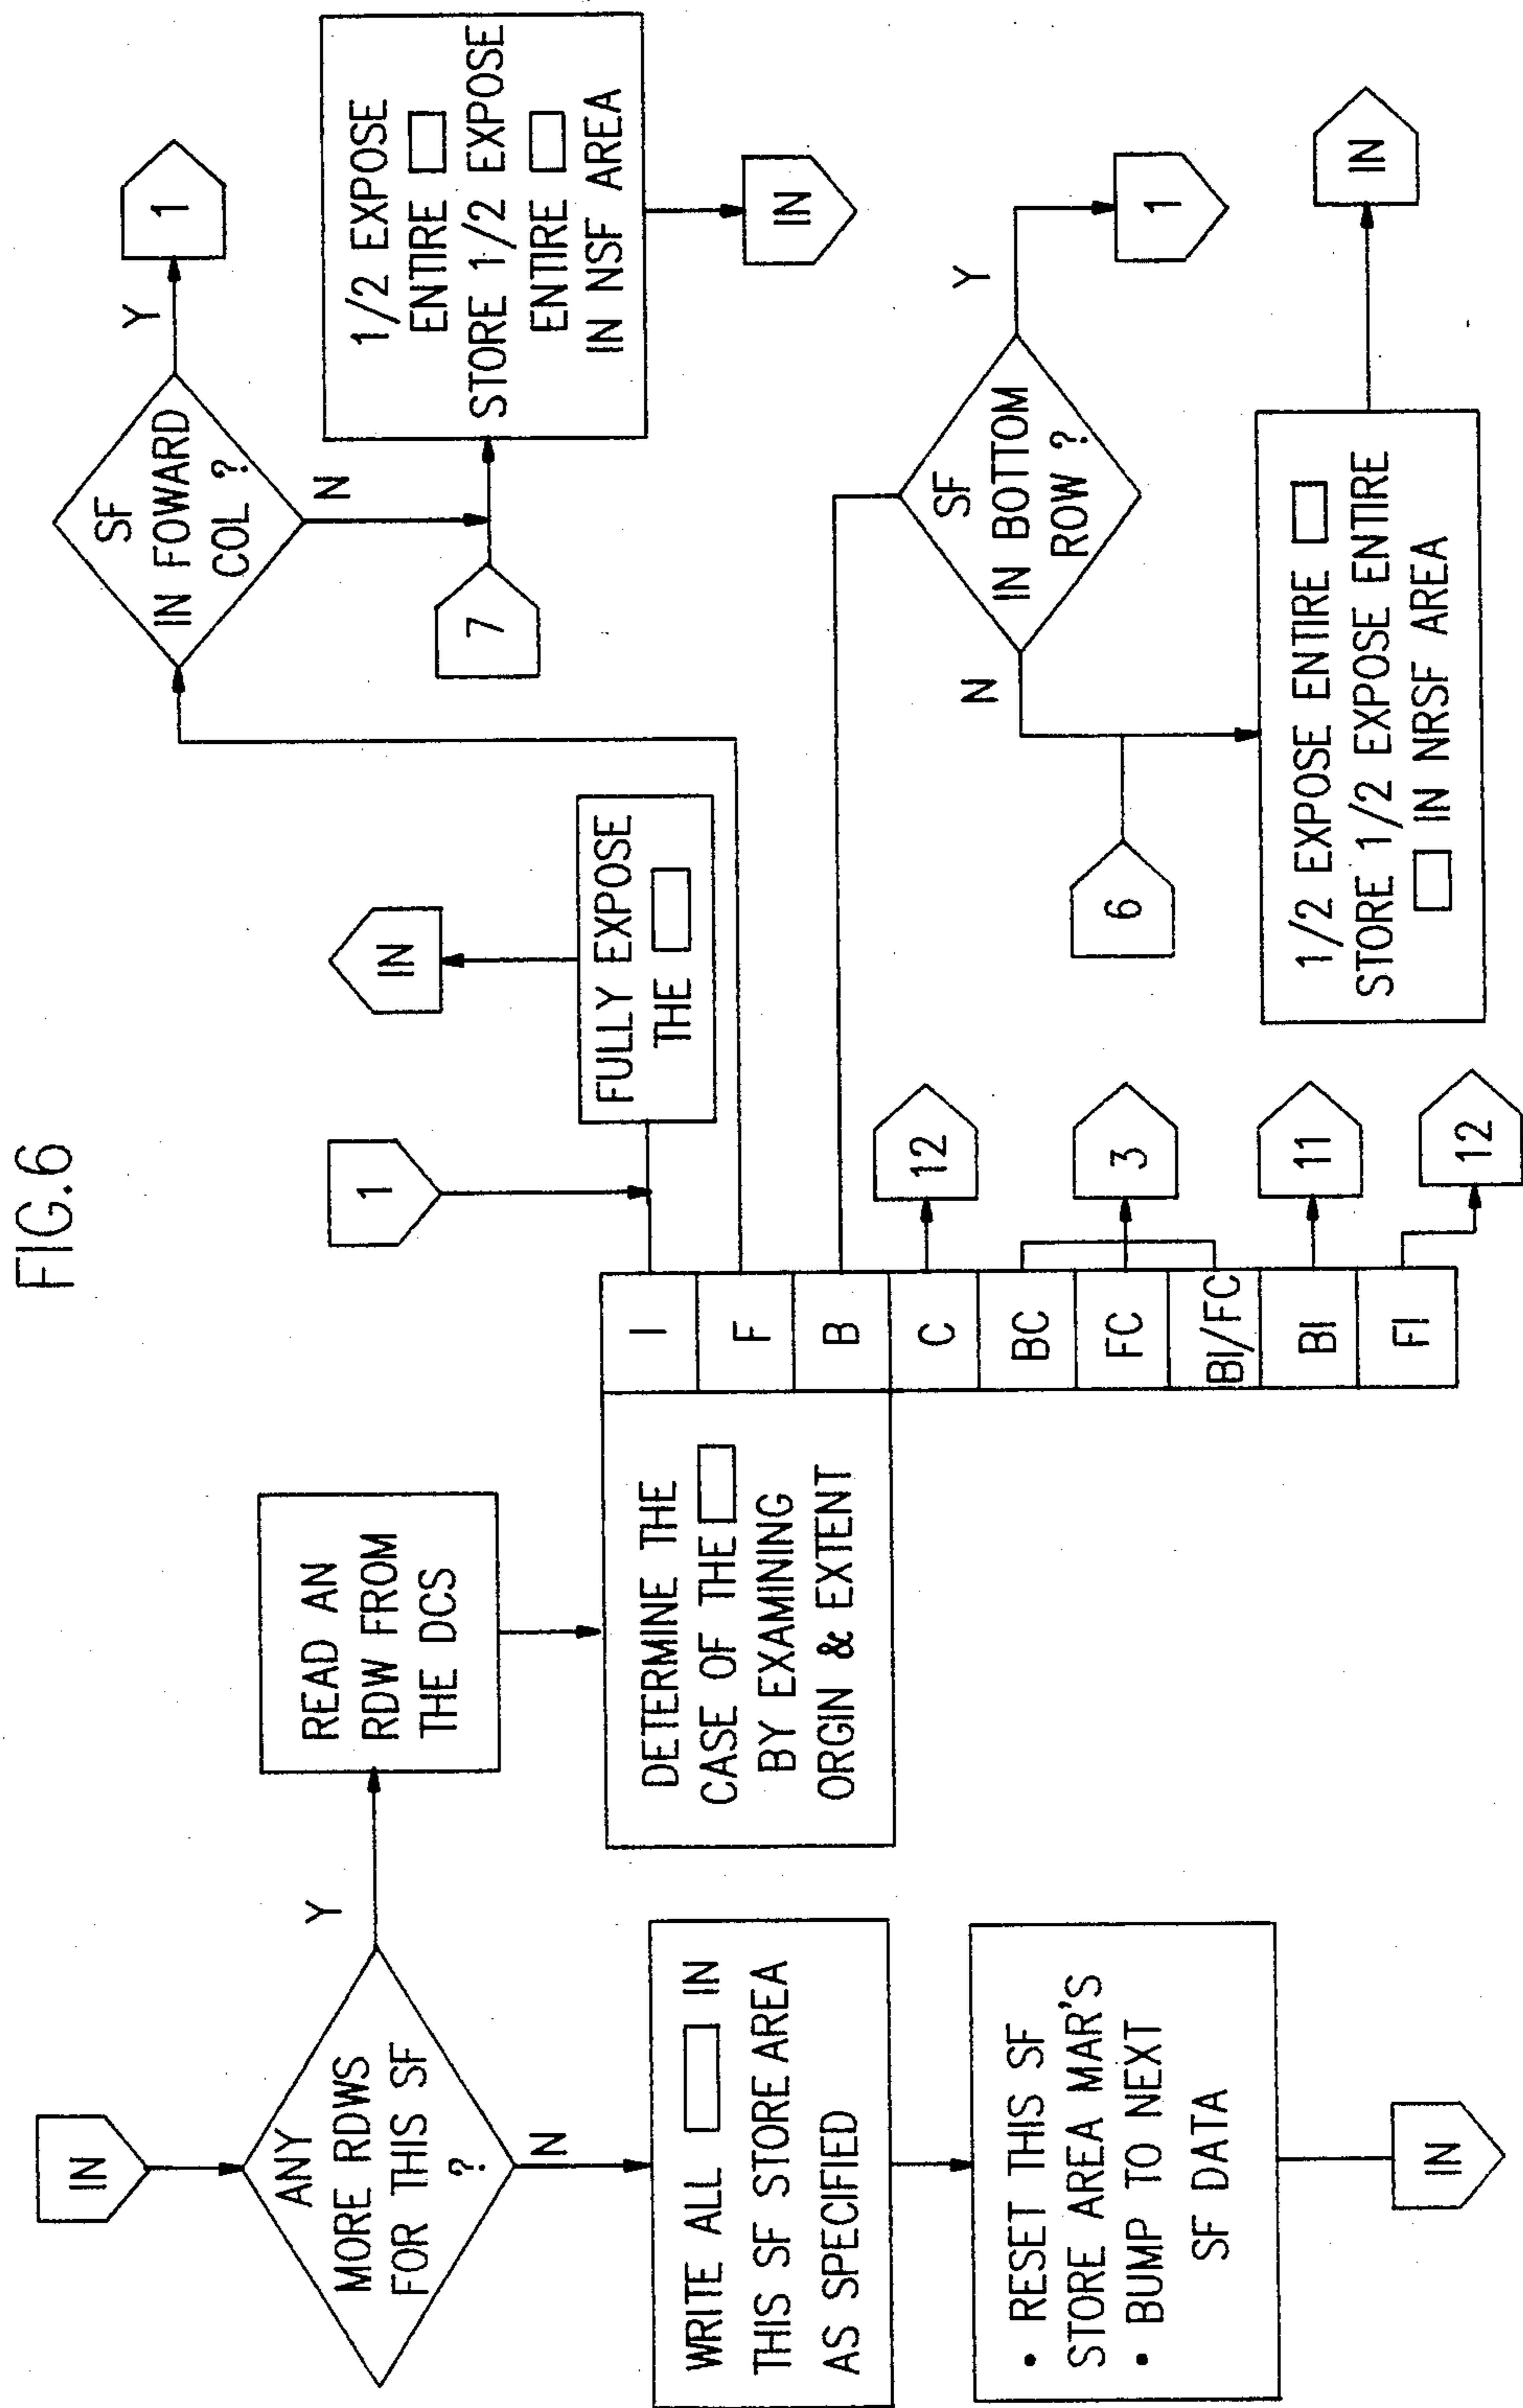 FIG.6
IN
ANY
MORE RDWS
FOR THIS SF
?
Y
N
READ AN
RDW FROM
THE DCS
WRITE ALL IN
THIS SF STORE AREA
AS SPECIFIED
• RESET THIS SF
STORE AREA MAR'S
• BUMP TO NEXT
SF DATA
IN
DETERMINE THE
CASE OF THE
BY EXAMINING
ORGIN & EXTENT
I
F
B
C
BC
FC
BI/FC
BI
FI
1
FULLY EXPOSE
THE
IN
12
3
11
12
SF
IN FOWARD
COL ?
Y
1
N
7
1/2 EXPOSE
ENTIRE
STORE 1/2 EXPOSE
ENTIRE
IN NSF AREA
IN
SF
IN BOTTOM
ROW ?
Y
1
N
6
1/2 EXPOSE ENTIRE
STORE 1/2 EXPOSE ENTIRE
IN NRSF AREA
IN